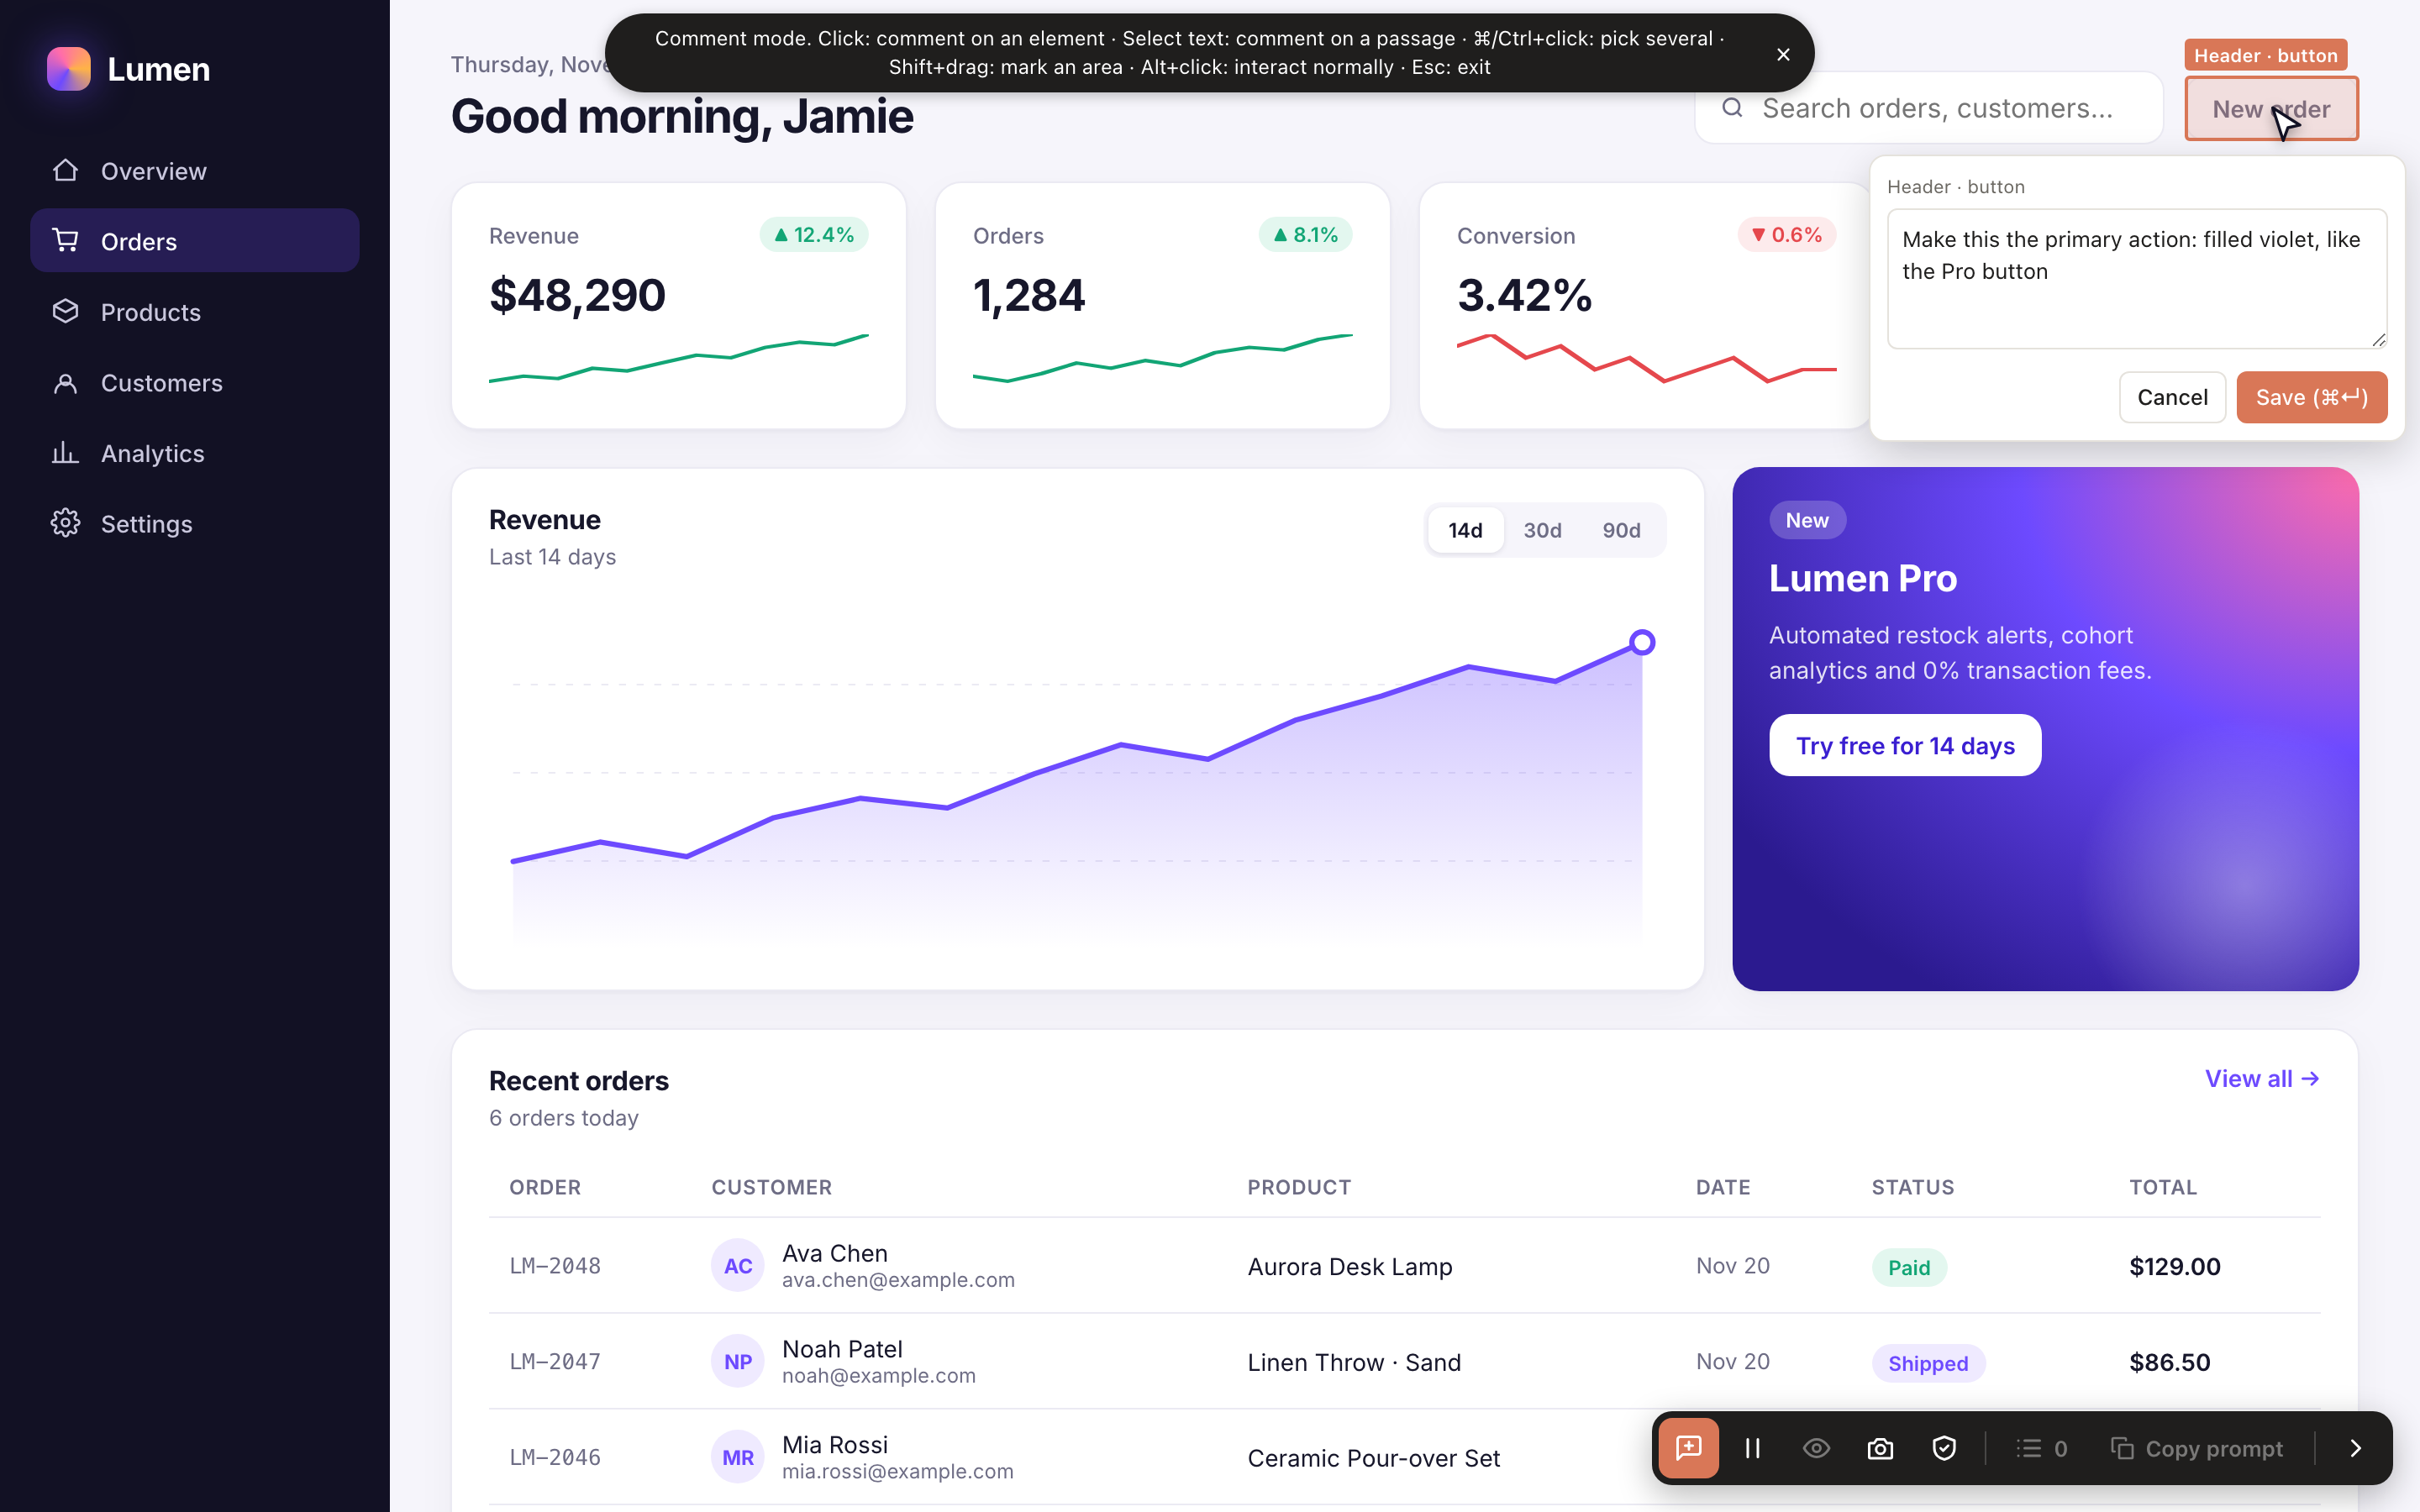 Lumen
Overview
Orders
Products
Customers
Analytics
Settings
Comment mode. Click: comment on an element · Select text: comment on a passage · ⌘/Ctrl+click: pick several ·
Shift+drag: mark an area · Alt+click: interact normally · Esc: exit
Thursday,
Good morning, Jamie
Search orders, customers...
Header · button
New order
Header · button
Make this the primary action: filled violet, like
the Pro button
Cancel
Save (⌘↵)
Revenue
▲ 12.4%
$48,290
Orders
▲ 8.1%
1,284
Conversion
▼ 0.6%
3.42%
Revenue
Last 14 days
14d
30d
90d
New
Lumen Pro
Automated restock alerts, cohort
analytics and 0% transaction fees.
Try free for 14 days
Recent orders
6 orders today
View all →
ORDER CUSTOMER PRODUCT DATE STATUS TOTAL
LM–2048 AC Ava Chen Aurora Desk Lamp Nov 20 Paid $129.00
ava.chen@example.com
LM–2047 NP Noah Patel Linen Throw · Sand Nov 20 Shipped $86.50
noah@example.com
LM–2046 MR Mia Rossi Ceramic Pour-over Set
mia.rossi@example.com
0
Copy prompt